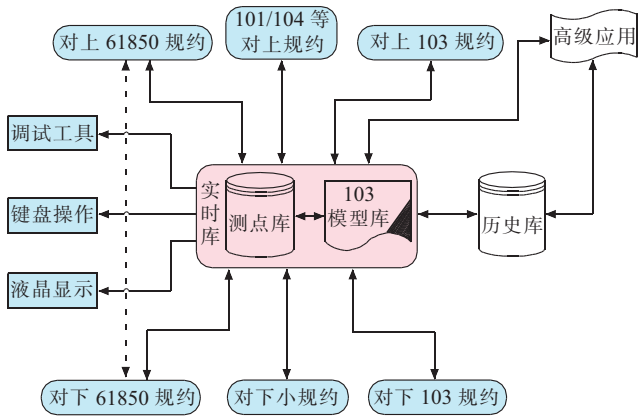 对上 61850 规约
101/104 等
对上规约
对上 103 规约
高级应用
调试工具
键盘操作
液晶显示
实时库
测点库
103
模型库
历史库
对下 61850 规约
对下小规约
对下 103 规约